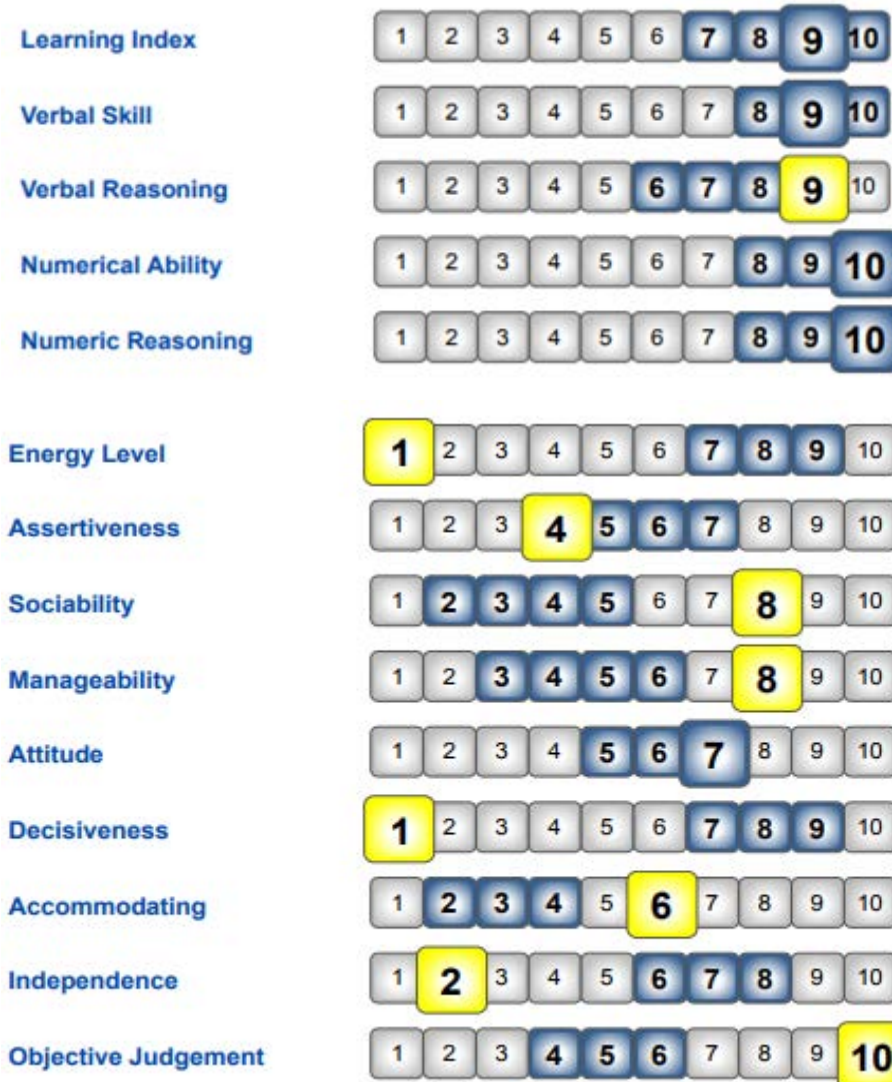 Learning Index 1 2 3 4 5 6 7 8 9 10
Verbal Skill 1 2 3 4 5 6 7 8 9 10
Verbal Reasoning 1 2 3 4 5 6 7 8 9 10
Numerical Ability 1 2 3 4 5 6 7 8 9 10
Numeric Reasoning 1 2 3 4 5 6 7 8 9 10
Energy Level 1 2 3 4 5 6 7 8 9 10
Assertiveness 1 2 3 4 5 6 7 8 9 10
Sociability 1 2 3 4 5 6 7 8 9 10
Manageability 1 2 3 4 5 6 7 8 9 10
Attitude 1 2 3 4 5 6 7 8 9 10
Decisiveness 1 2 3 4 5 6 7 8 9 10
Accommodating 1 2 3 4 5 6 7 8 9 10
Independence 1 2 3 4 5 6 7 8 9 10
Objective Judgement 1 2 3 4 5 6 7 8 9 10